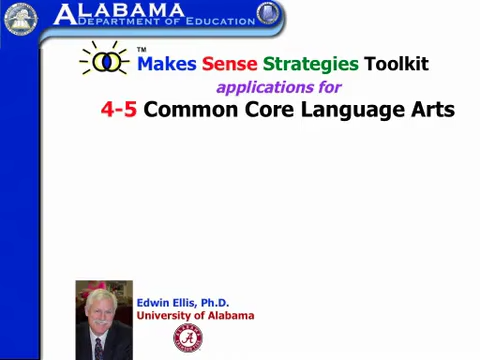 ALABAMA
DEPARTMENT OF EDUCATION
™
Makes Sense Strategies Toolkit
applications for
4-5 Common Core Language Arts
Edwin Ellis, Ph.D.
University of Alabama